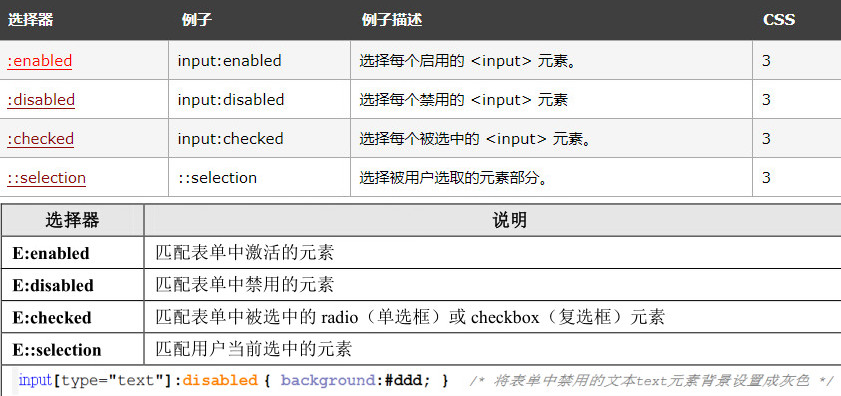 选择器 例子 例子描述 CSS
:enabled input:enabled 选择每个启用的 <input> 元素。 3
:disabled input:disabled 选择每个禁用的 <input> 元素 3
:checked input:checked 选择每个被选中的 <input> 元素。 3
::selection ::selection 选择被用户选取的元素部分。 3
选择器 说明
E:enabled 匹配表单中激活的元素
E:disabled 匹配表单中禁用的元素
E:checked 匹配表单中被选中的 radio（单选框）或 checkbox（复选框）元素
E::selection 匹配用户当前选中的元素
input[type="text"]:disabled { background:#ddd; } /* 将表单中禁用的文本text元素背景设置成灰色 */